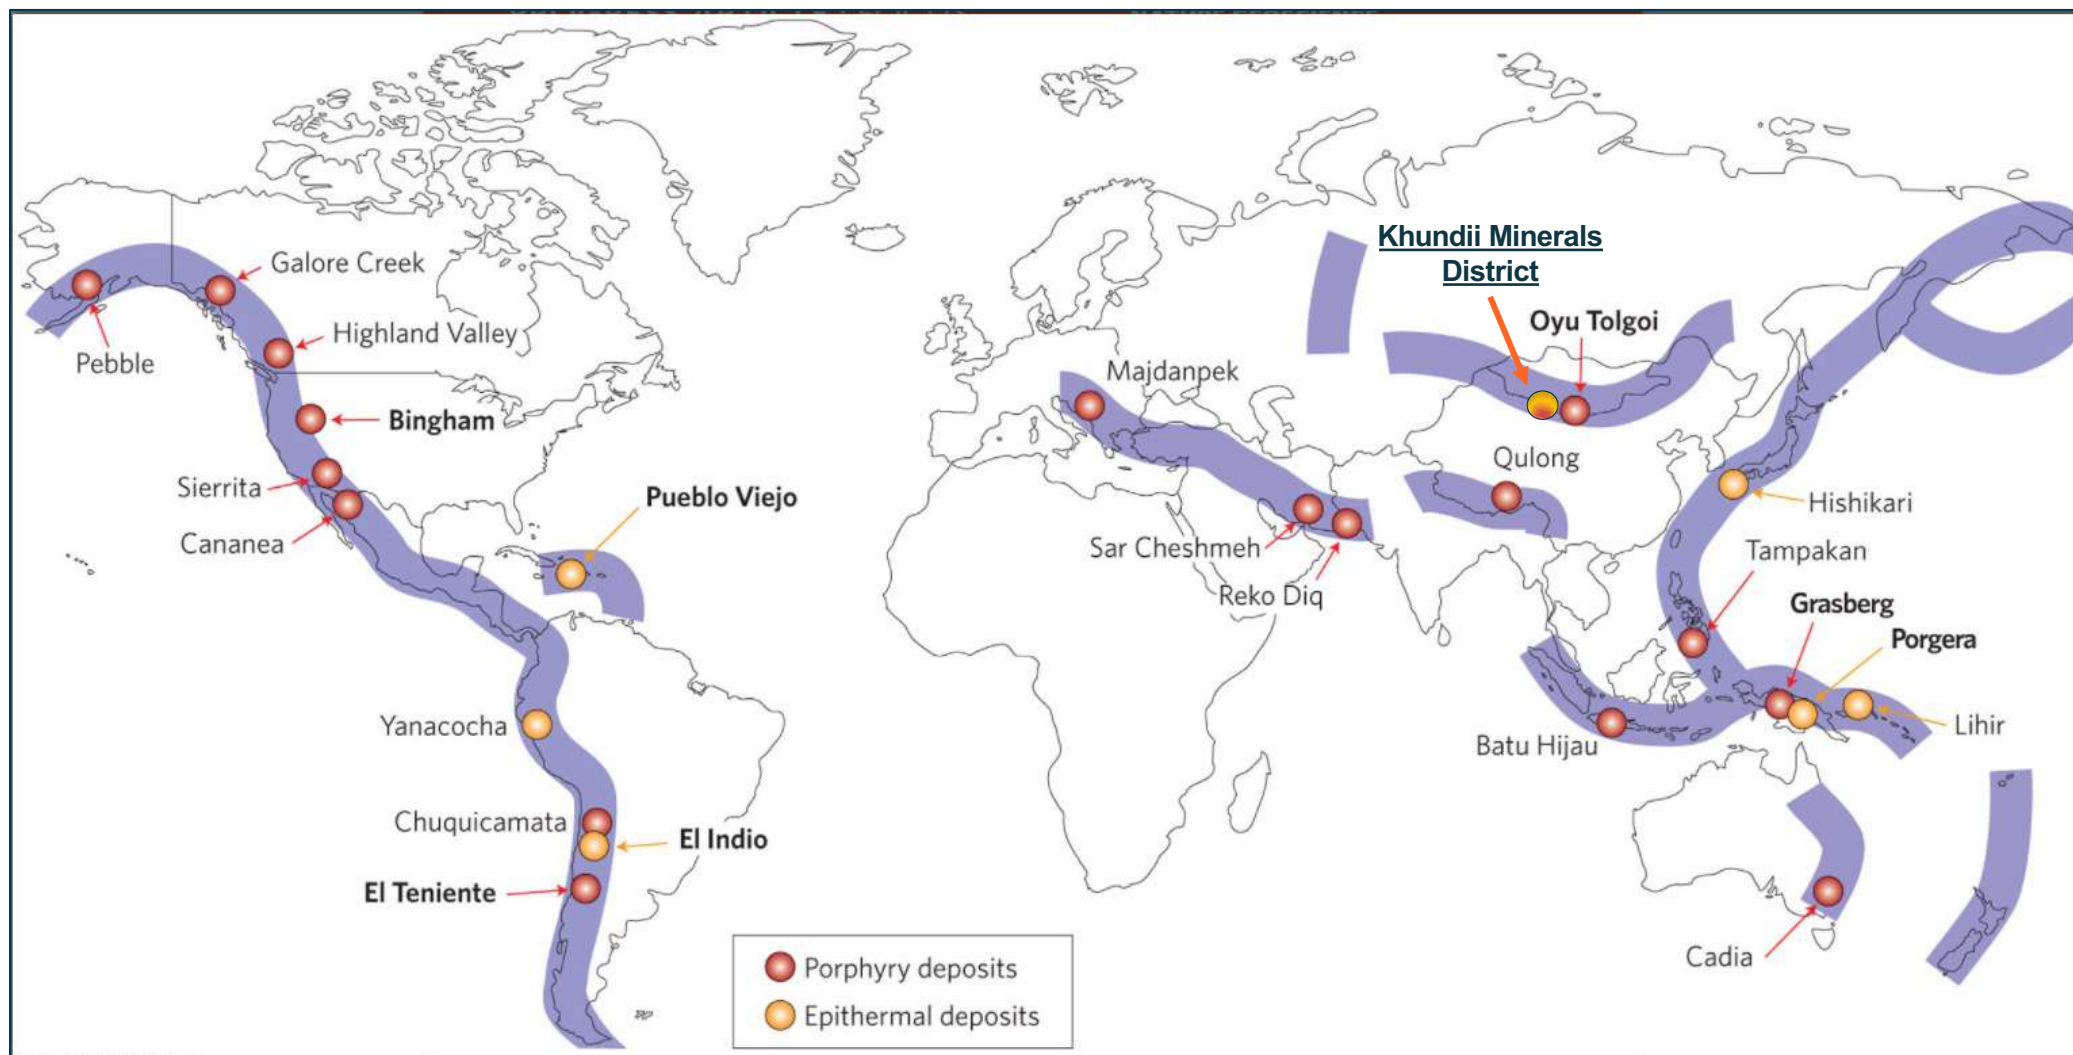 Khundii Minerals
District
Galore Creek
Oyu Tolgoi
Highland Valley
Pebble
Majdanpek
Bingham
Qulong
Sierrita
Pueblo Viejo
Hishikari
Cananea
Sar Cheshmeh
Tampakan
Reko Diq
Grasberg
Porgera
Yanacocha
Lihir
Batu Hijau
Chuquicamata
El Indio
El Teniente
Cadia
Porphyry deposits
Epithermal deposits